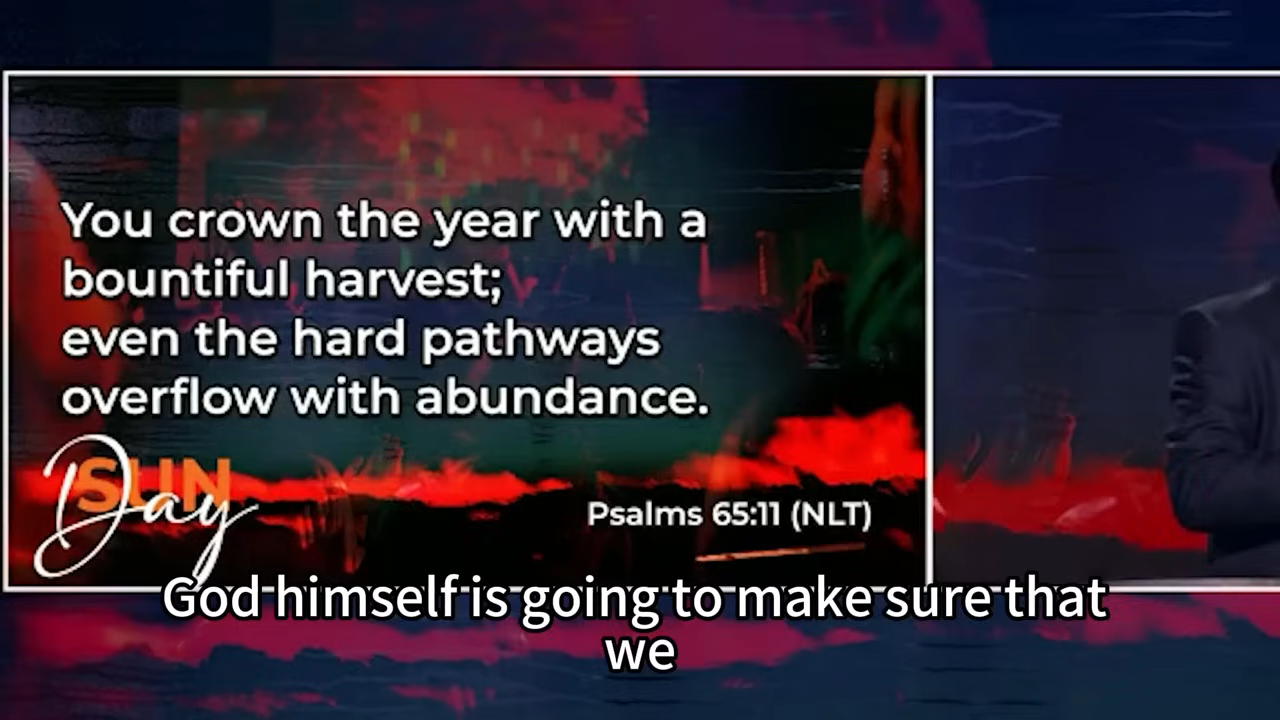 You crown the year with a
bountiful harvest;
even the hard pathways
overflow with abundance.
SUN
Day
Psalms 65:11 (NLT)
God himself is going to make sure that
we